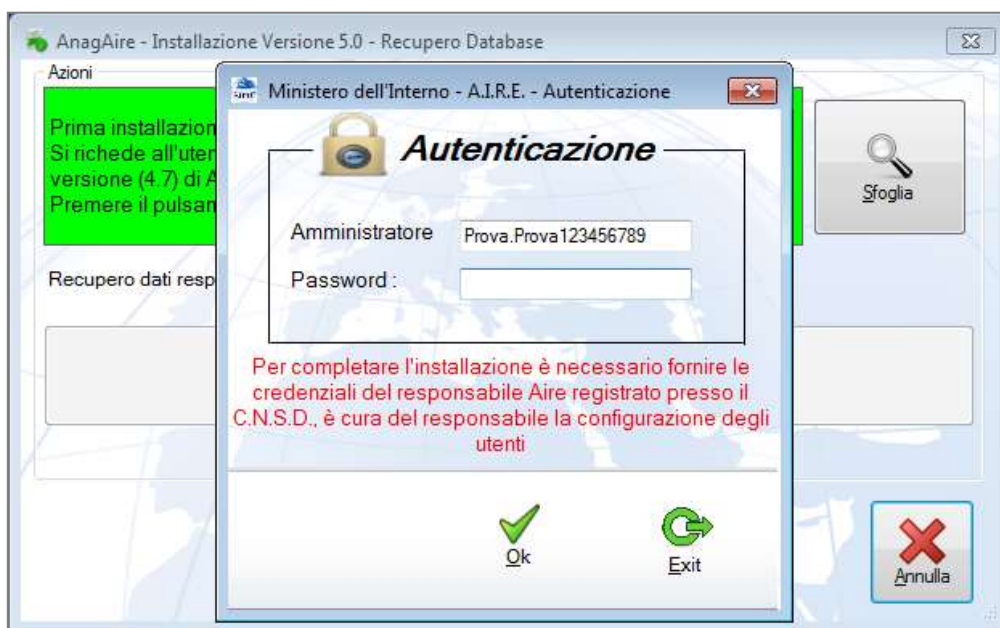 AnagAire - Installazione Versione 5.0 - Recupero Database
Azioni
Prima installazion
Si richede all'uter
versione (4.7) di A
Premere il pulsan
Sfoglia
Recupero dati resp
Annulla
Ministero dell'Interno - A.I.R.E. - Autenticazione
Autenticazione
Amministratore Prova.Prova123456789
Password :
Per completare l'installazione è necessario fornire le
credenziali del responsabile Aire registrato presso il
C.N.S.D., è cura del responsabile la configurazione degli
utenti
Ok
Exit